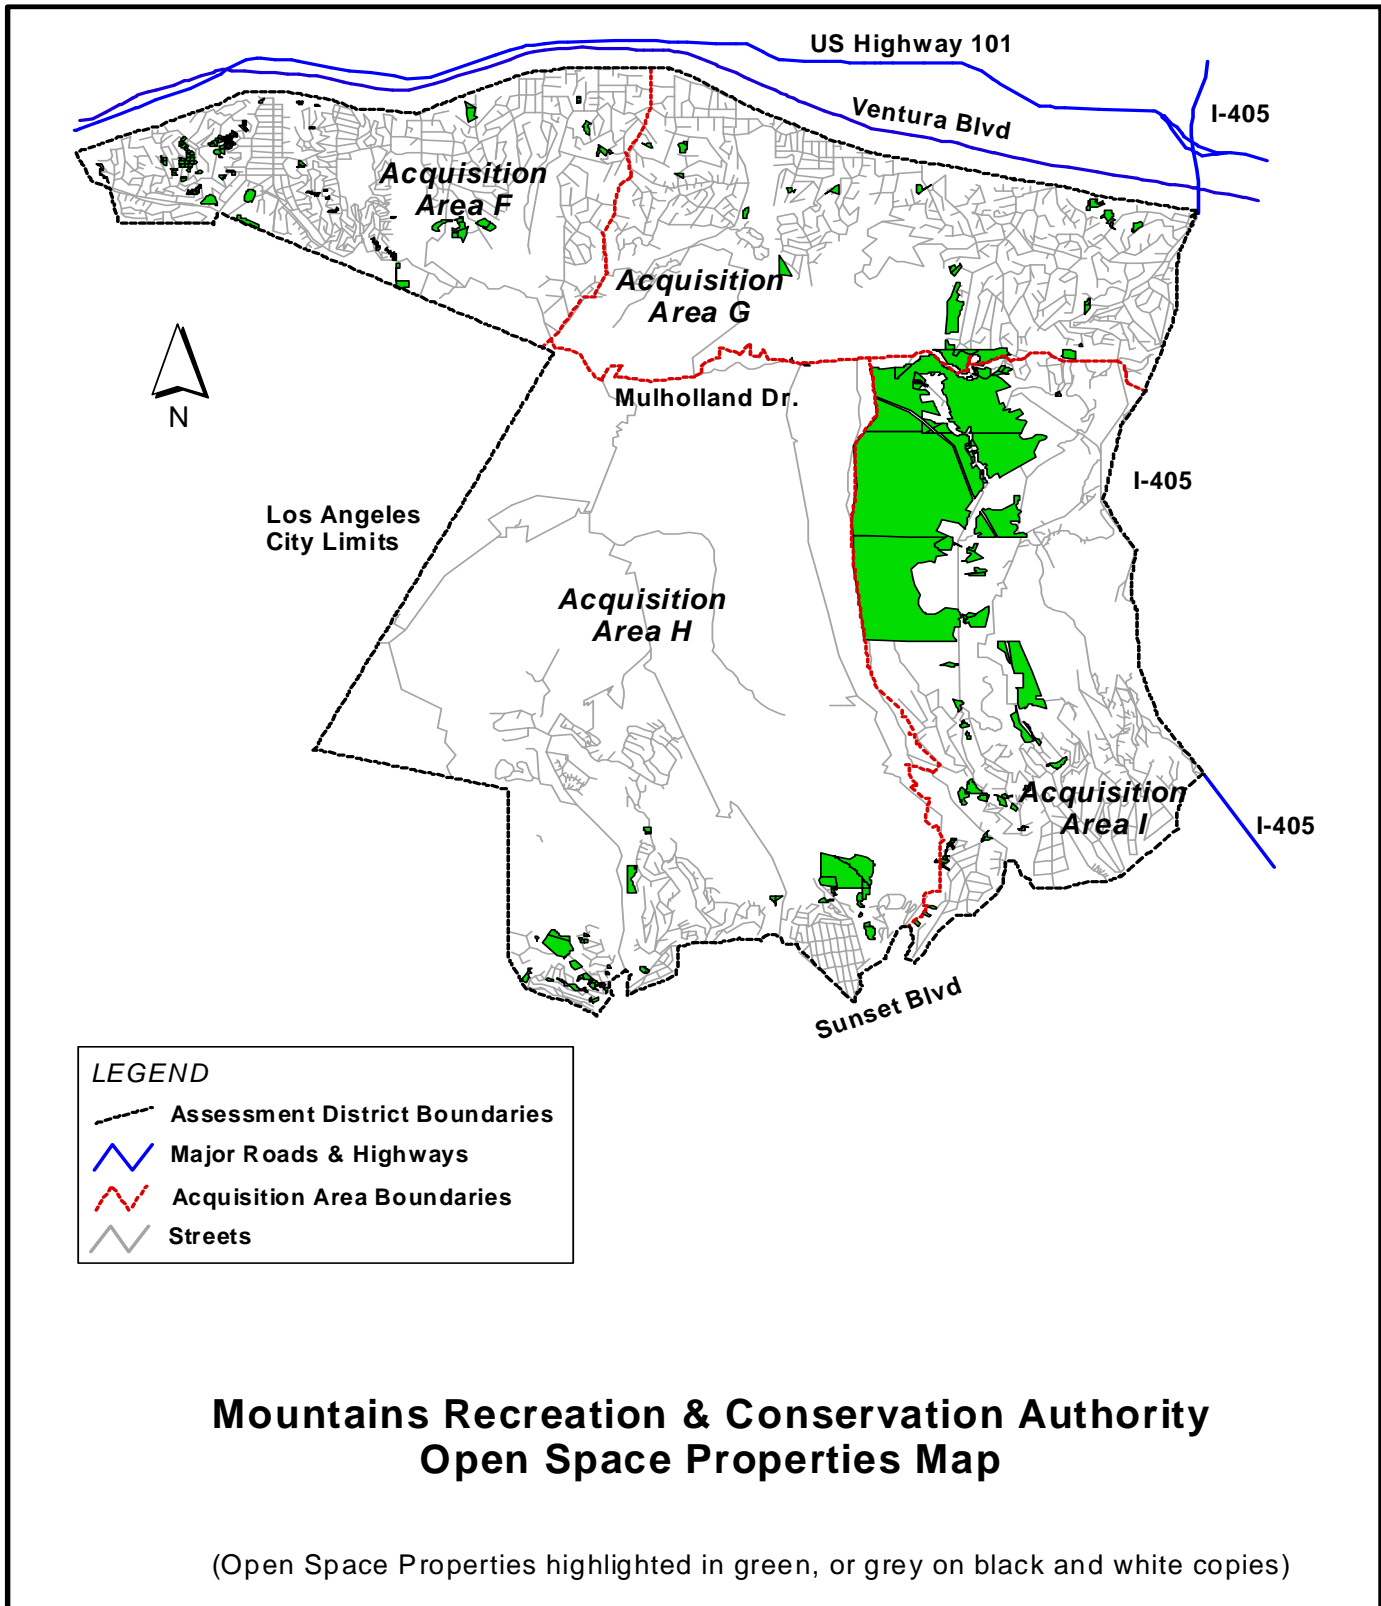 US Highway 101
Ventura Blvd
I-405
Acquisition
Area F
Acquisition
Area G
N
Mulholland Dr.
I-405
Los Angeles
City Limits
Acquisition
Area H
Acquisition
Area I
I-405
Sunset Blvd
LEGEND
Assessment District Boundaries
Major Roads & Highways
Acquisition Area Boundaries
Streets
Mountains Recreation & Conservation Authority
Open Space Properties Map
(Open Space Properties highlighted in green, or grey on black and white copies)